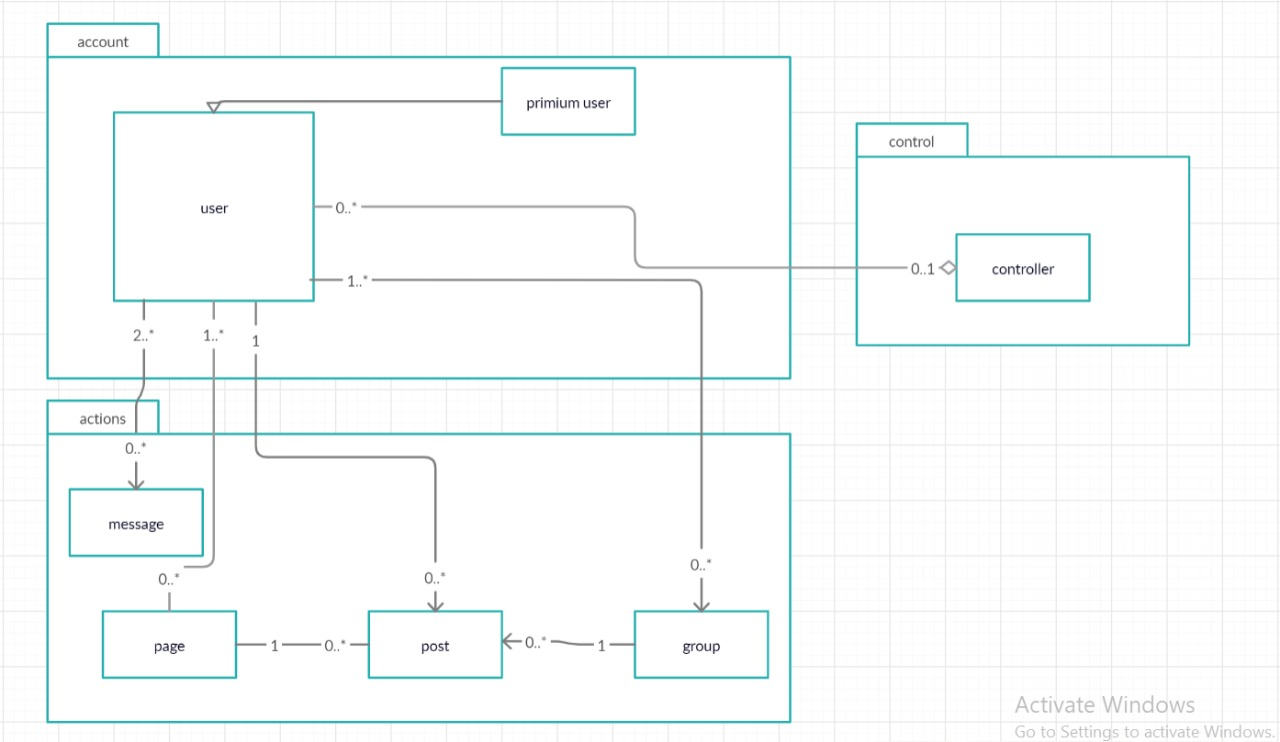 account
primium user
control
user
0..*
0..1
controller
1..*
2..*
1..*
1
actions
0..*
message
0..*
0..*
0..*
page
1
0..*
post
0..*
1
group
Activate Windows
Go to Settings to activate Windows.